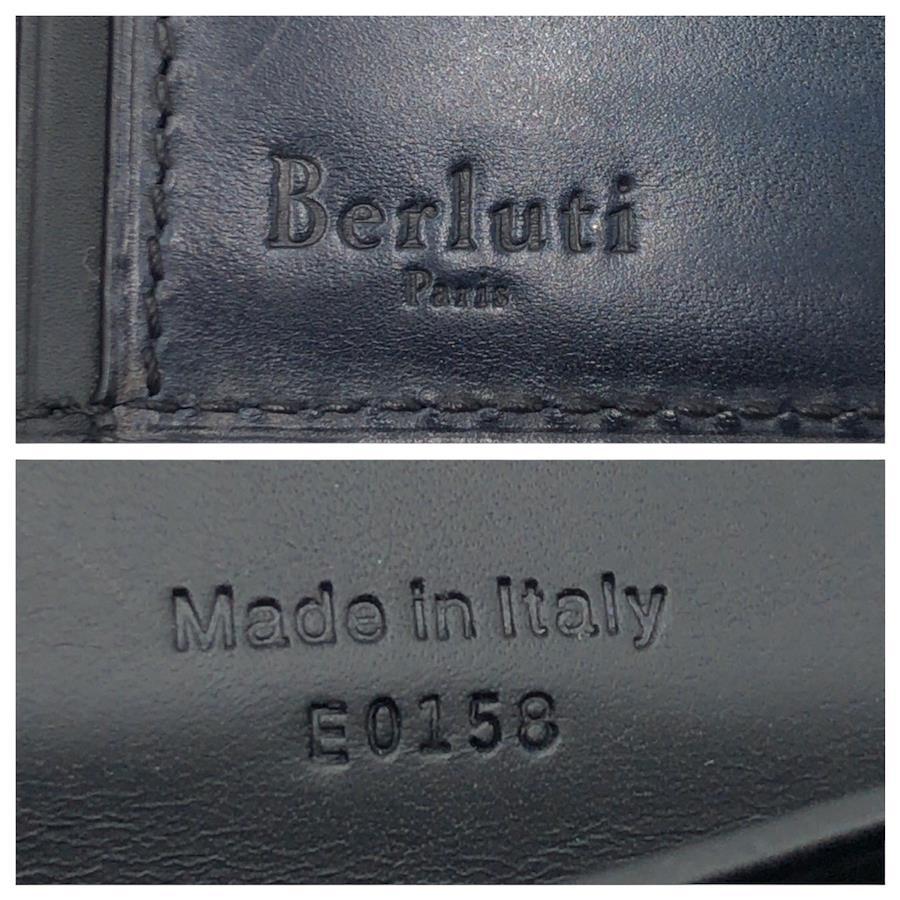 Berluti
Paris
Made in Italy
E0158